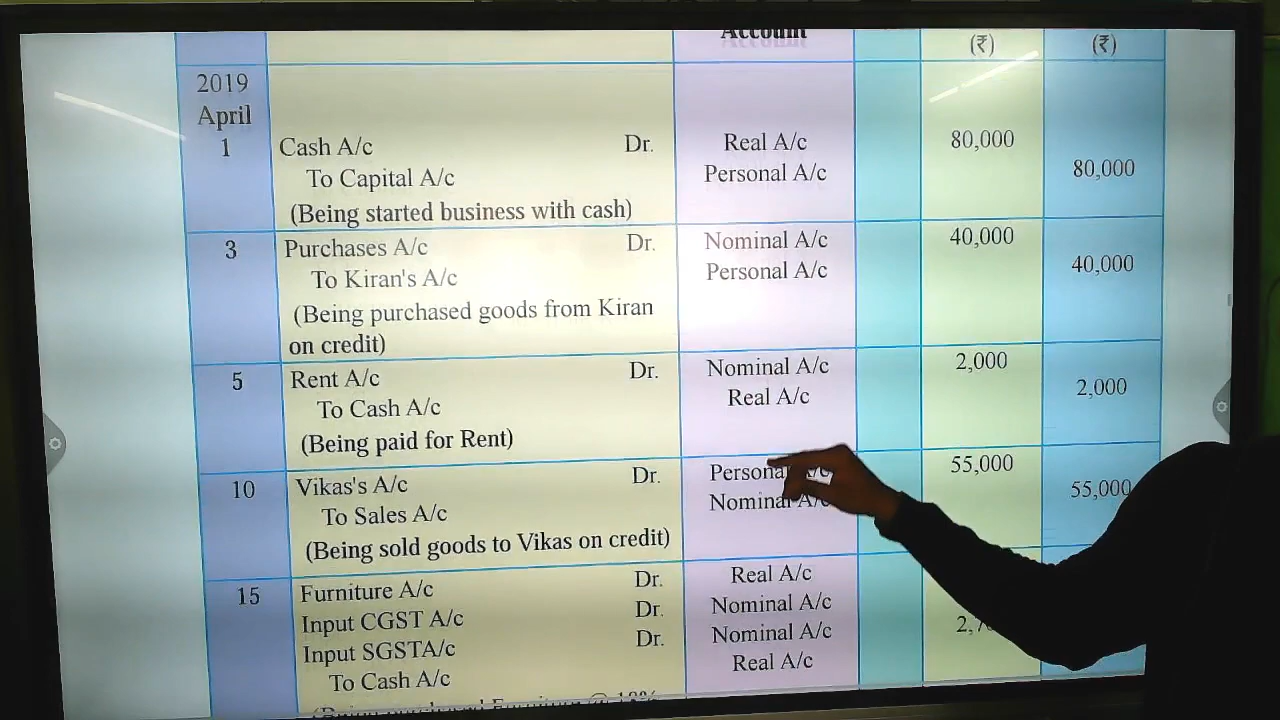 Account (₹) (₹)
2019
April
1 Cash A/c Dr. Real A/c 80,000
To Capital A/c Personal A/c 80,000
(Being started business with cash)
3 Purchases A/c Dr. Nominal A/c 40,000
To Kiran's A/c Personal A/c 40,000
(Being purchased goods from Kiran
on credit)
5 Rent A/c Dr. Nominal A/c 2,000
To Cash A/c Real A/c 2,000
(Being paid for Rent)
10 Vikas's A/c Dr. Personal A/c 55,000
To Sales A/c Nominal A/c 55,000
(Being sold goods to Vikas on credit)
15 Furniture A/c Dr. Real A/c
Input CGST A/c Dr. Nominal A/c
Input SGSTA/c Dr. Nominal A/c
To Cash A/c Real A/c